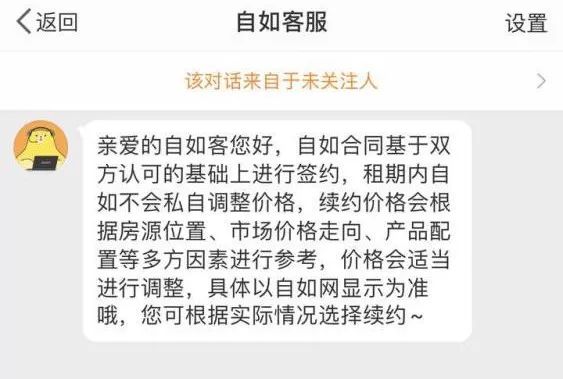 返回
自如客服
设置
该对话来自于未关注人
亲爱的自如客您好，自如合同基于双
方认可的基础上进行签约，租期内自
如不会私自调整价格，续约价格会根
据房源位置、市场价格走向、产品配
置等多方因素进行参考，价格会适当
进行调整，具体以自如网显示为准
哦，您可根据实际情况选择续约~